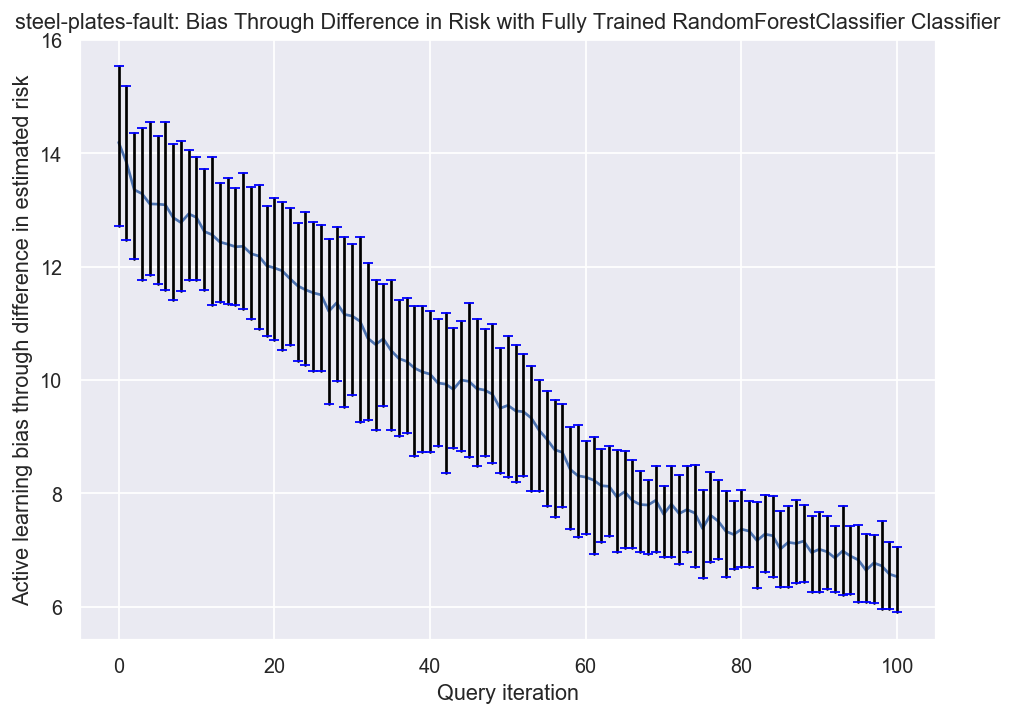 steel-plates-fault: Bias Through Difference in Risk with Fully Trained RandomForestClassifier Classifier
Active learning bias through difference in estimated risk
16
14
12
10
8
6
0 20 40 60 80 100
Query iteration